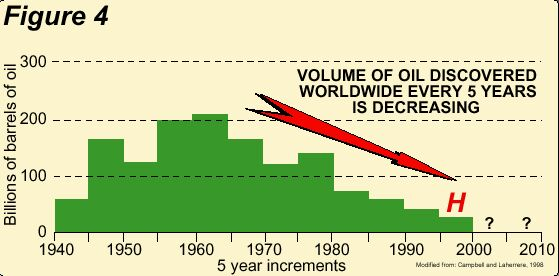 Figure 4
Billions of barrels of oil
300
200
100
0
VOLUME OF OIL DISCOVERED
WORLDWIDE EVERY 5 YEARS
IS DECREASING
H
? ?
1940 1950 1960 1970 1980 1990 2000 2010
5 year increments
Modified from: Campbell and Laherrere, 1998